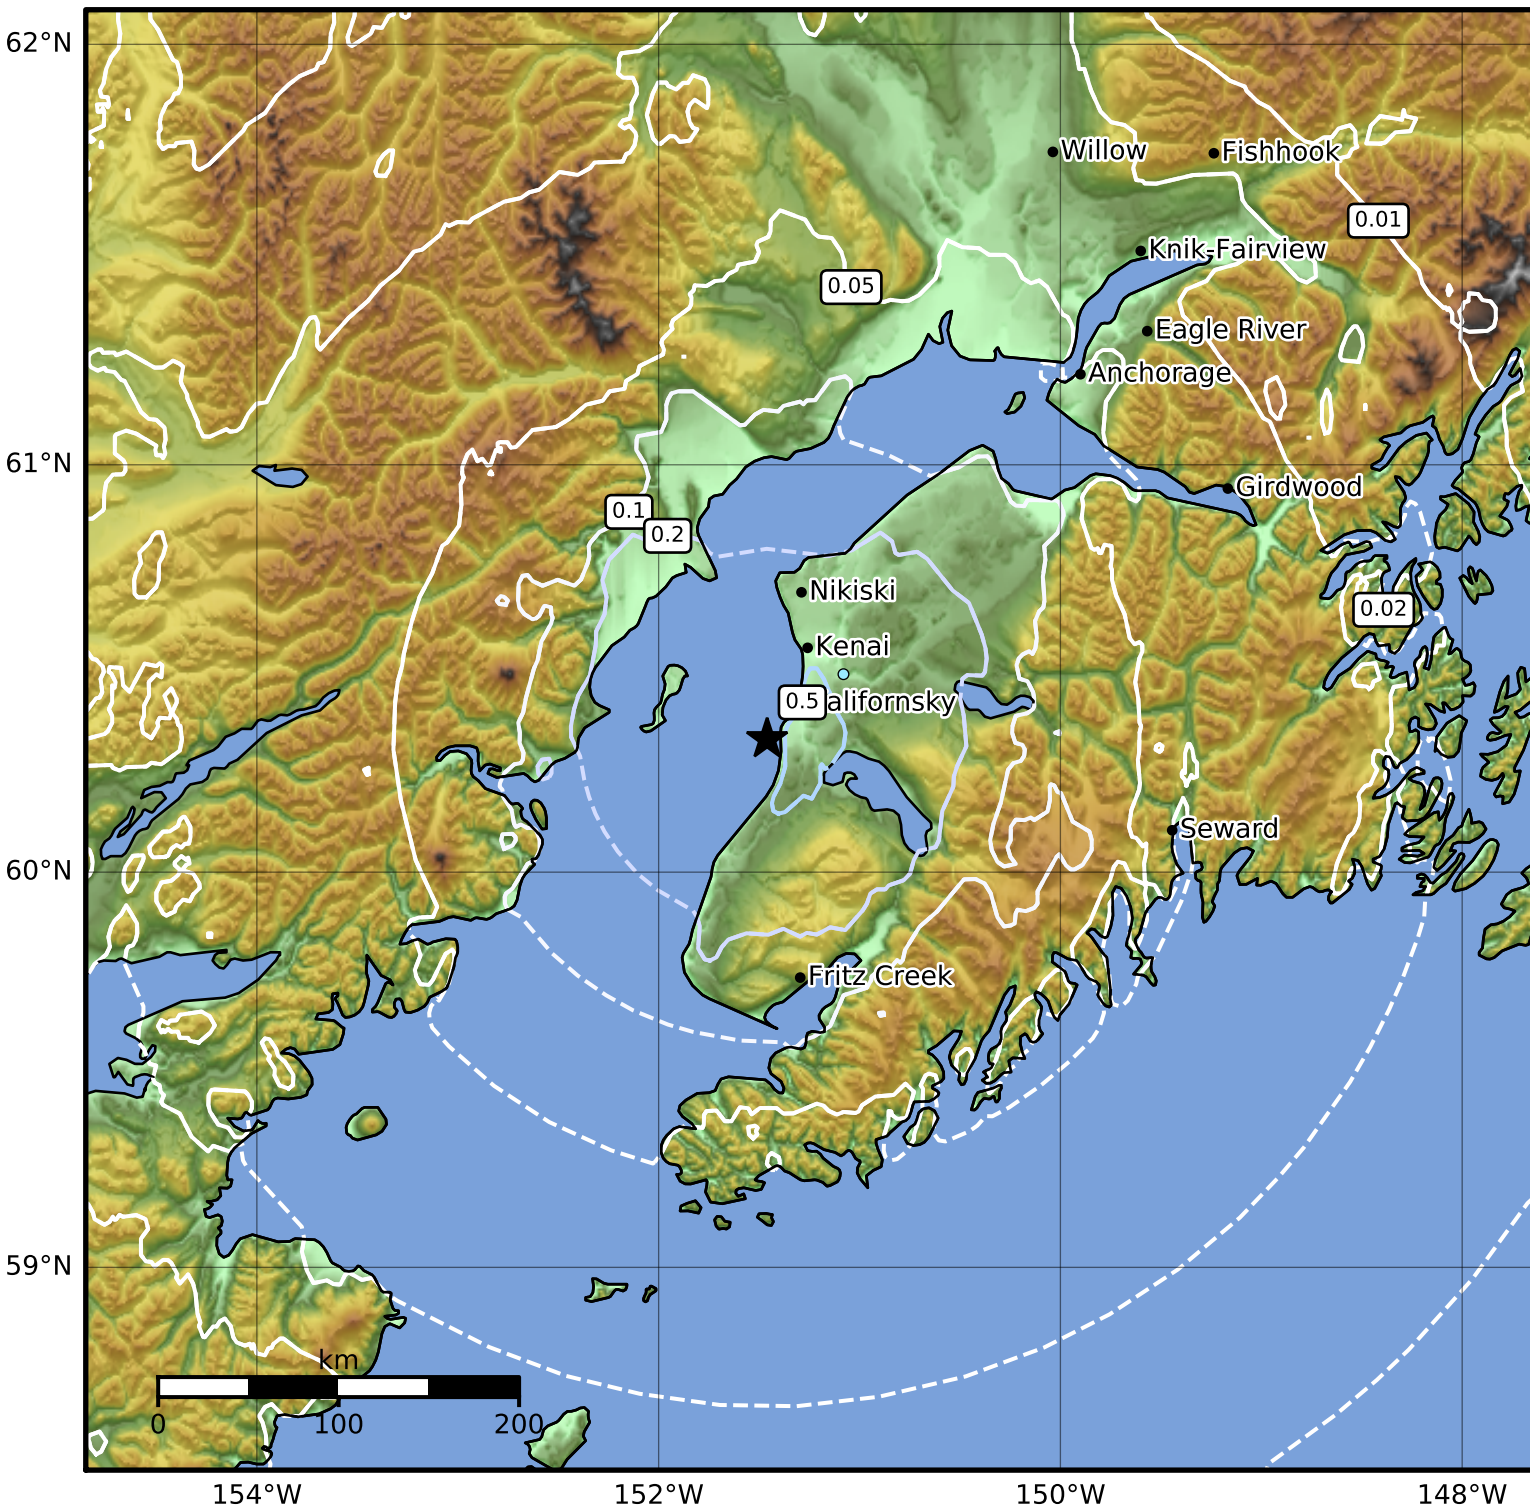 62°N
Willow
Fishhook
0.01
Knik-Fairview
0.05
Eagle River
Anchorage
61°N
Girdwood
0.1
0.2
Nikiski
0.02
Kenai
0.5
alifornsky
Seward
60°N
Fritz Creek
59°N
km
0
100
200
154°W
152°W
150°W
148°W